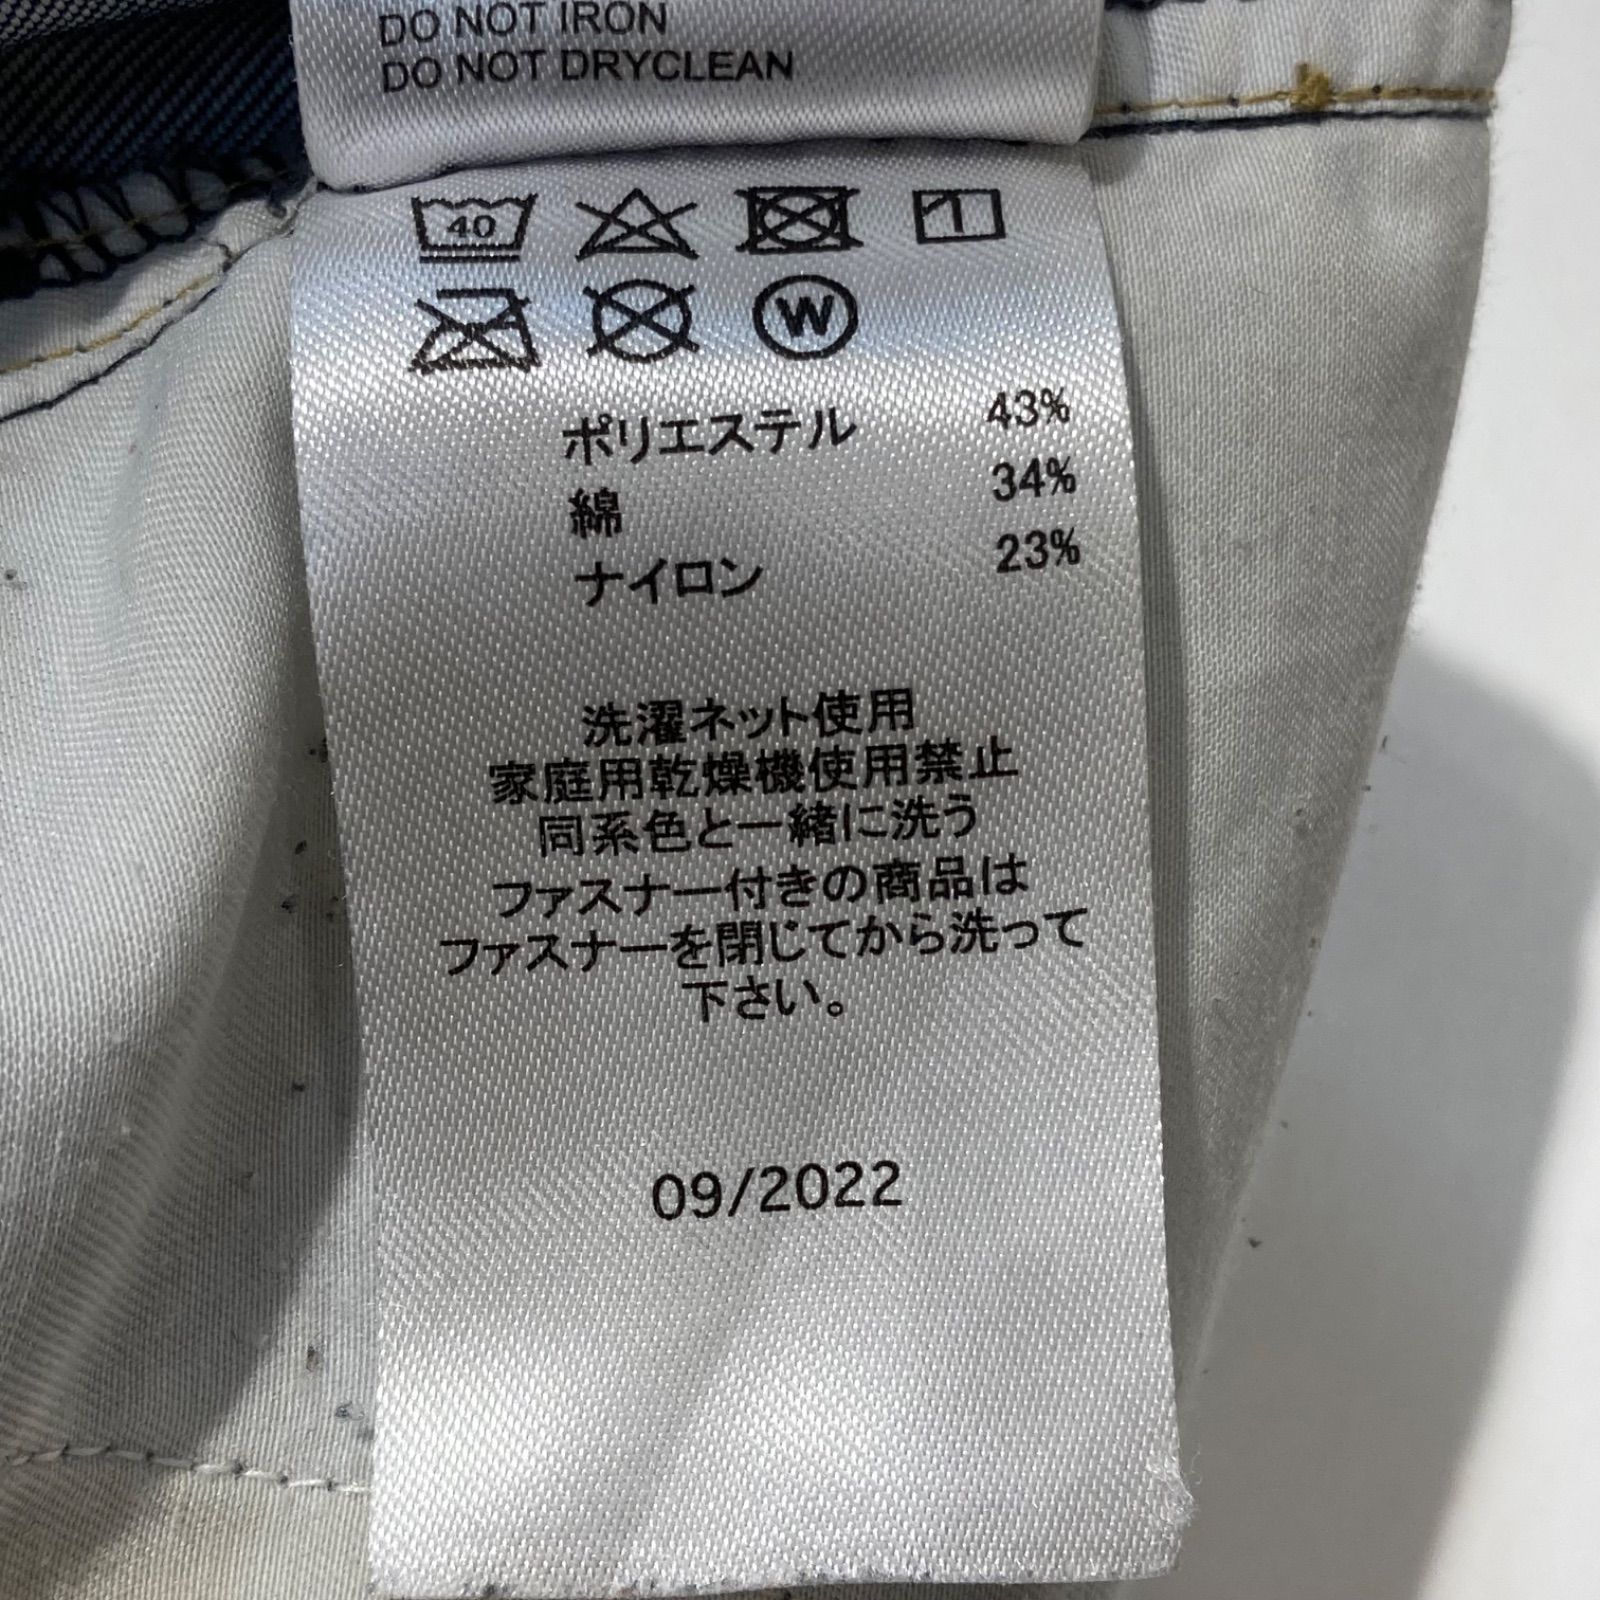 DO NOT IRON
DO NOT DRYCLEAN
40
W
ポリエステル 43%
綿 34%
ナイロン 23%
洗濯ネット使用
家庭用乾燥機使用禁止
同系色と一緒に洗う
ファスナー付きの商品は
ファスナーを閉じてから洗って
下さい。
09/2022